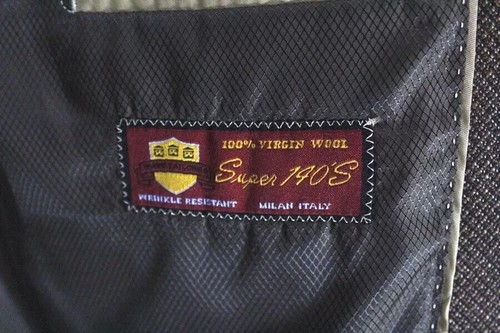 100% VIRGIN WOOL
Super 140'S
WRINKLE RESISTANT MILAN ITALY